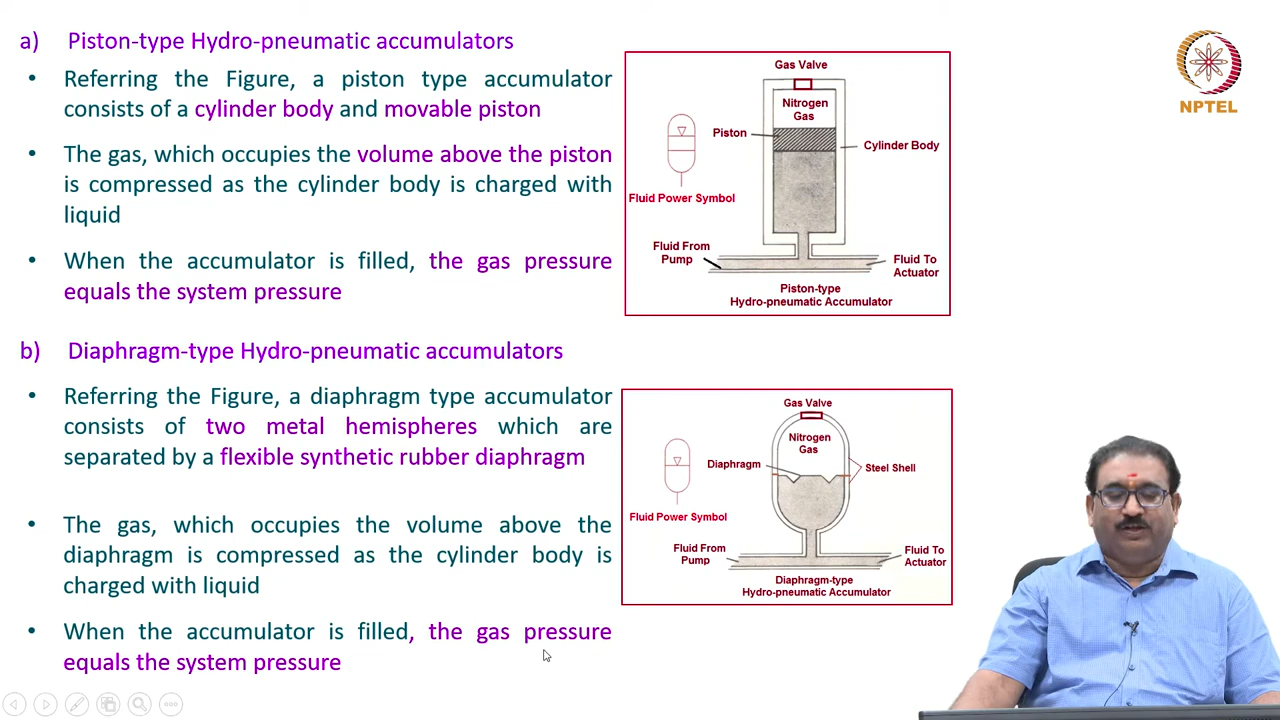 a) Piston-type Hydro-pneumatic accumulators
• Referring the Figure, a piston type accumulator
consists of a cylinder body and movable piston
• The gas, which occupies the volume above the piston
is compressed as the cylinder body is charged with
liquid
• When the accumulator is filled, the gas pressure
equals the system pressure
Gas Valve
Nitrogen
Gas
Piston
Cylinder Body
Fluid Power Symbol
Fluid From
Pump
Fluid To
Actuator
Piston-type
Hydro-pneumatic Accumulator
NPTEL
b) Diaphragm-type Hydro-pneumatic accumulators
• Referring the Figure, a diaphragm type accumulator
consists of two metal hemispheres which are
separated by a flexible synthetic rubber diaphragm
• The gas, which occupies the volume above the
diaphragm is compressed as the cylinder body is
charged with liquid
• When the accumulator is filled, the gas pressure
equals the system pressure
Gas Valve
Nitrogen
Gas
Diaphragm
Steel Shell
Fluid Power Symbol
Fluid From
Pump
Fluid To
Actuator
Diaphragm-type
Hydro-pneumatic Accumulator